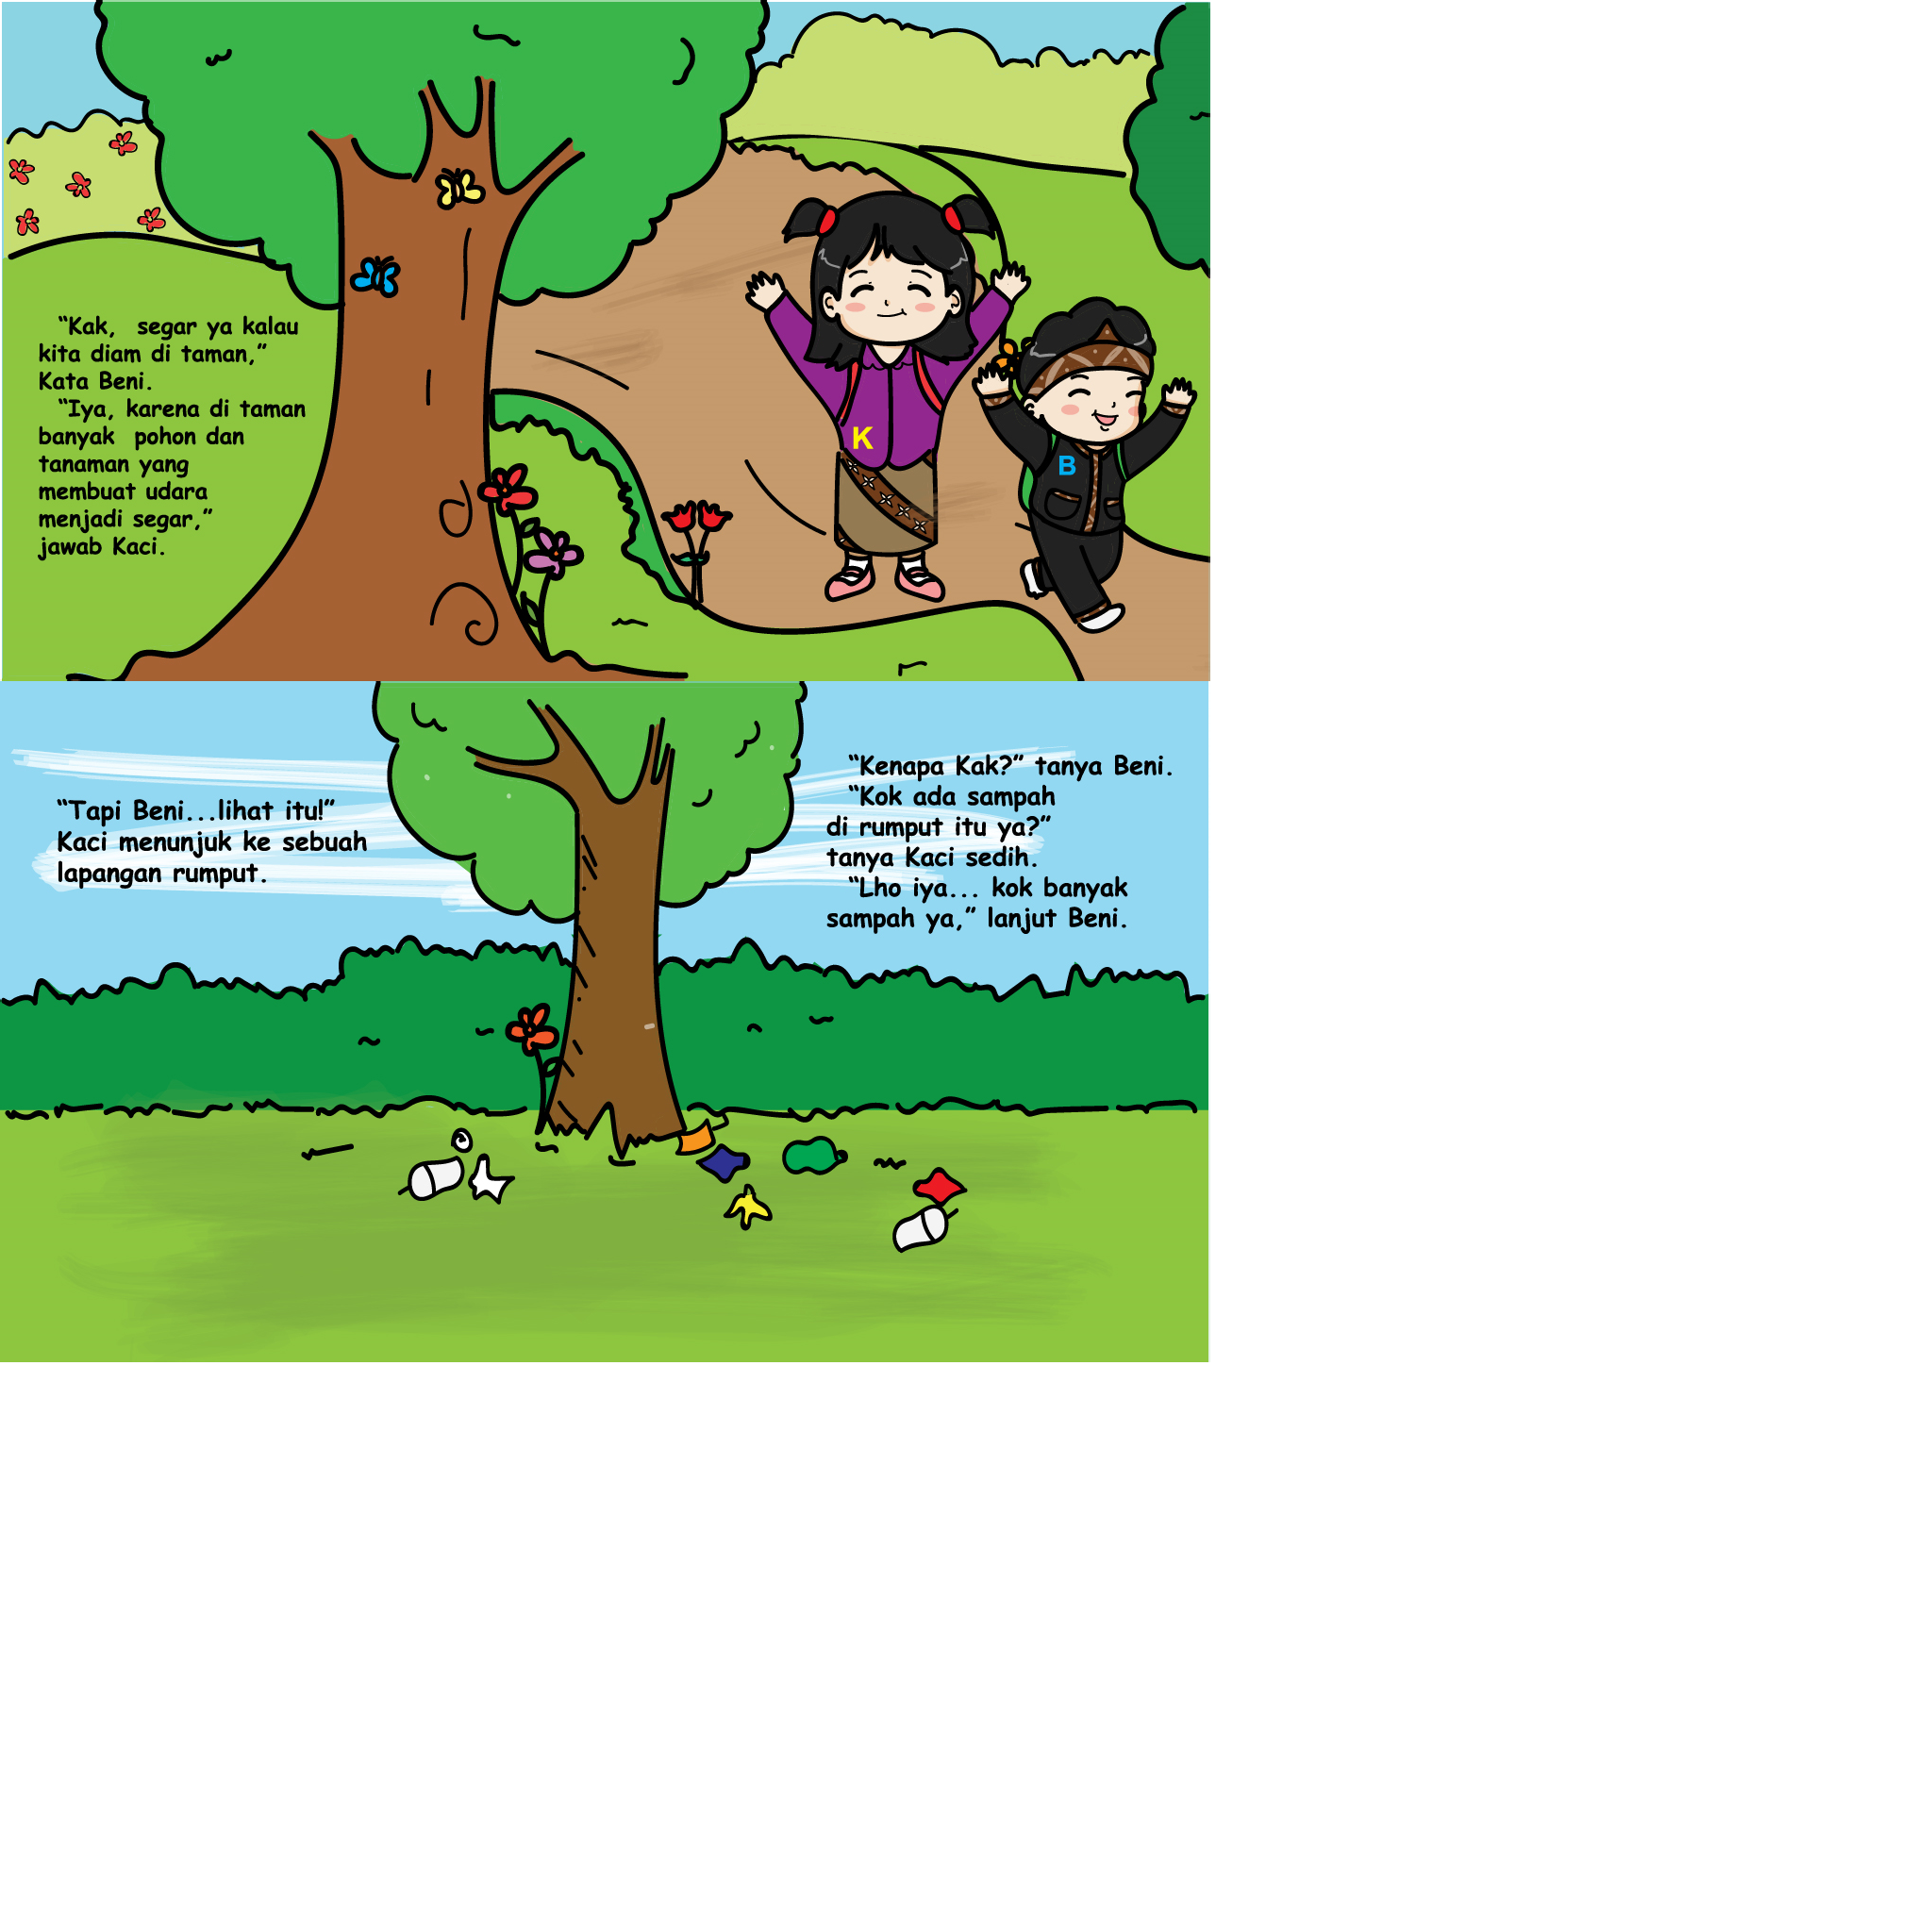 “Kak, segar ya kalau
kita diam di taman,”
Kata Beni.
“Iya, karena di taman
banyak pohon dan
tanaman yang
membuat udara
menjadi segar,”
jawab Kaci.
K
B
“Tapi Beni...lihat itu!”
Kaci menunjuk ke sebuah
lapangan rumput.
“Kenapa Kak?” tanya Beni.
“Kok ada sampah
di rumput itu ya?”
tanya Kaci sedih.
“Lho iya... kok banyak
sampah ya,” lanjut Beni.